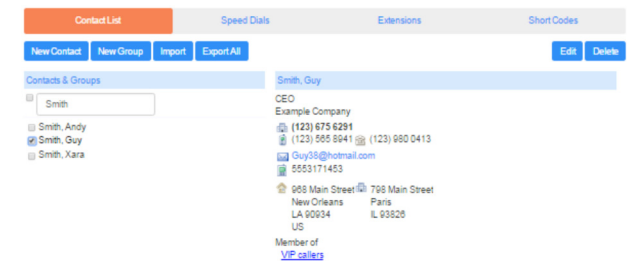 Contact List Speed Dials Extensions Short Codes
New Contact New Group Import Export All Edit Delete
Contacts & Groups
Smith
Smith, Andy
Smith, Guy
Smith, Xara
Smith, Guy
CEO
Example Company
(123) 675 6291
(123) 565 8941 (123) 980 0413
Guy38@hotmail.com
5553171453
968 Main Street 798 Main Street
New Orleans Paris
LA 90934 IL 93826
US
Member of
VIP callers